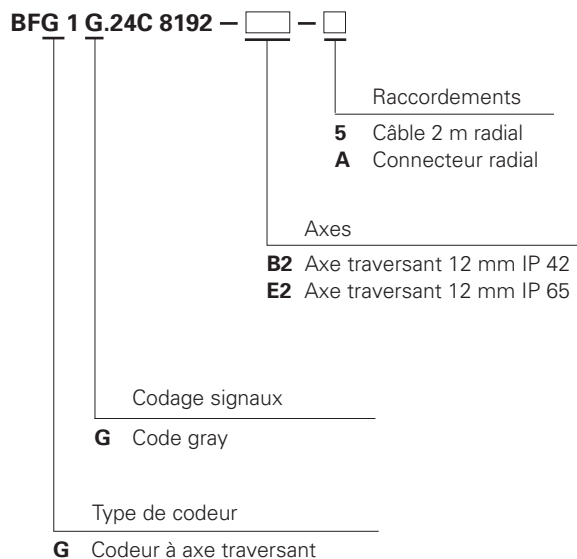 BFG 1 G.24C 8192 – –
Raccordements
5 Câble 2 m radial
A Connecteur radial
Axes
B2 Axe traversant 12 mm IP 42
E2 Axe traversant 12 mm IP 65
Codage signaux
G Code gray
Type de codeur
G Codeur à axe traversant